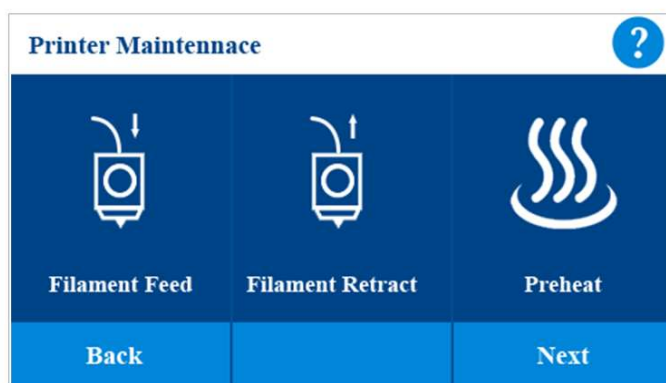 Printer Maintennace
?
Filament Feed
Filament Retract
Preheat
Back
Next